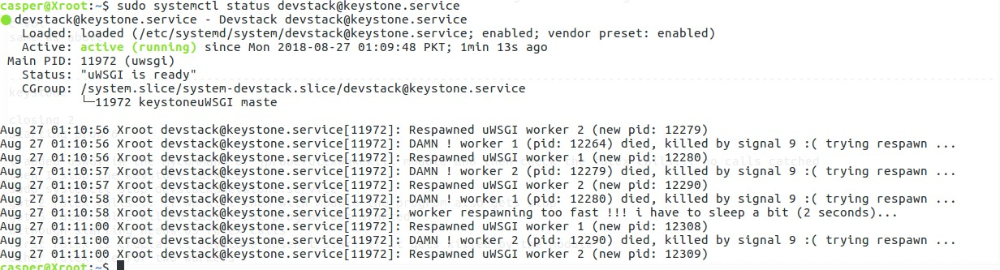 casper@Xroot:~$ sudo systemctl status devstack@keystone.service
● devstack@keystone.service - Devstack devstack@keystone.service
Loaded: loaded (/etc/systemd/system/devstack@keystone.service; enabled; vendor preset: enabled)
Active: active (running) since Mon 2018-08-27 01:09:48 PKT; 1min 13s ago
Main PID: 11972 (uwsgi)
Status: "uWSGI is ready"
CGroup: /system.slice/system-devstack.slice/devstack@keystone.service
└─11972 keystoneuWSGI maste
Aug 27 01:10:56 Xroot devstack@keystone.service[11972]: Respawned uWSGI worker 2 (new pid: 12279)
Aug 27 01:10:56 Xroot devstack@keystone.service[11972]: DAMN ! worker 1 (pid: 12264) died, killed by signal 9 :( trying respawn ...
Aug 27 01:10:56 Xroot devstack@keystone.service[11972]: Respawned uWSGI worker 1 (new pid: 12280)
Aug 27 01:10:57 Xroot devstack@keystone.service[11972]: DAMN ! worker 2 (pid: 12279) died, killed by signal 9 :( trying respawn ...
Aug 27 01:10:57 Xroot devstack@keystone.service[11972]: Respawned uWSGI worker 2 (new pid: 12290)
Aug 27 01:10:58 Xroot devstack@keystone.service[11972]: DAMN ! worker 1 (pid: 12280) died, killed by signal 9 :( trying respawn ...
Aug 27 01:10:58 Xroot devstack@keystone.service[11972]: worker respawning too fast !!! i have to sleep a bit (2 seconds)...
Aug 27 01:11:00 Xroot devstack@keystone.service[11972]: Respawned uWSGI worker 1 (new pid: 12308)
Aug 27 01:11:00 Xroot devstack@keystone.service[11972]: DAMN ! worker 2 (pid: 12290) died, killed by signal 9 :( trying respawn ...
Aug 27 01:11:00 Xroot devstack@keystone.service[11972]: Respawned uWSGI worker 2 (new pid: 12309)
casper@Xroot:~$